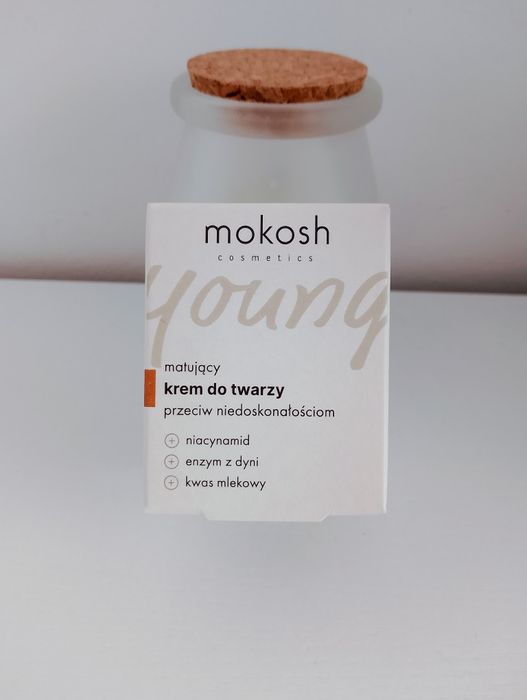 mokosh
cosmetics
young
matujący
krem do twarzy
przeciw niedoskonałościom
niacynamid
enzym z dyni
kwas mlekowy